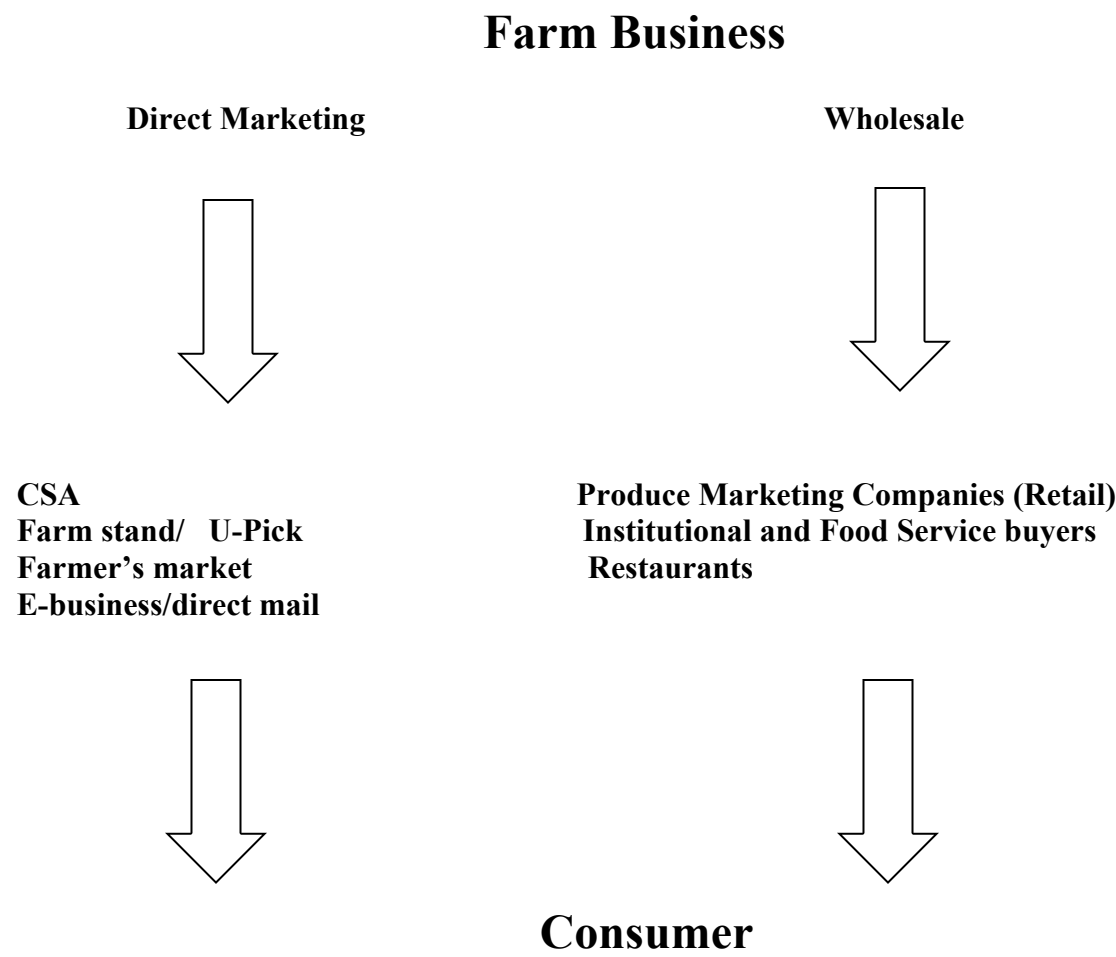 Farm Business
Direct Marketing
Wholesale
CSA
Farm stand/ U-Pick
Farmer’s market
E-business/direct mail
Produce Marketing Companies (Retail)
Institutional and Food Service buyers
Restaurants
Consumer